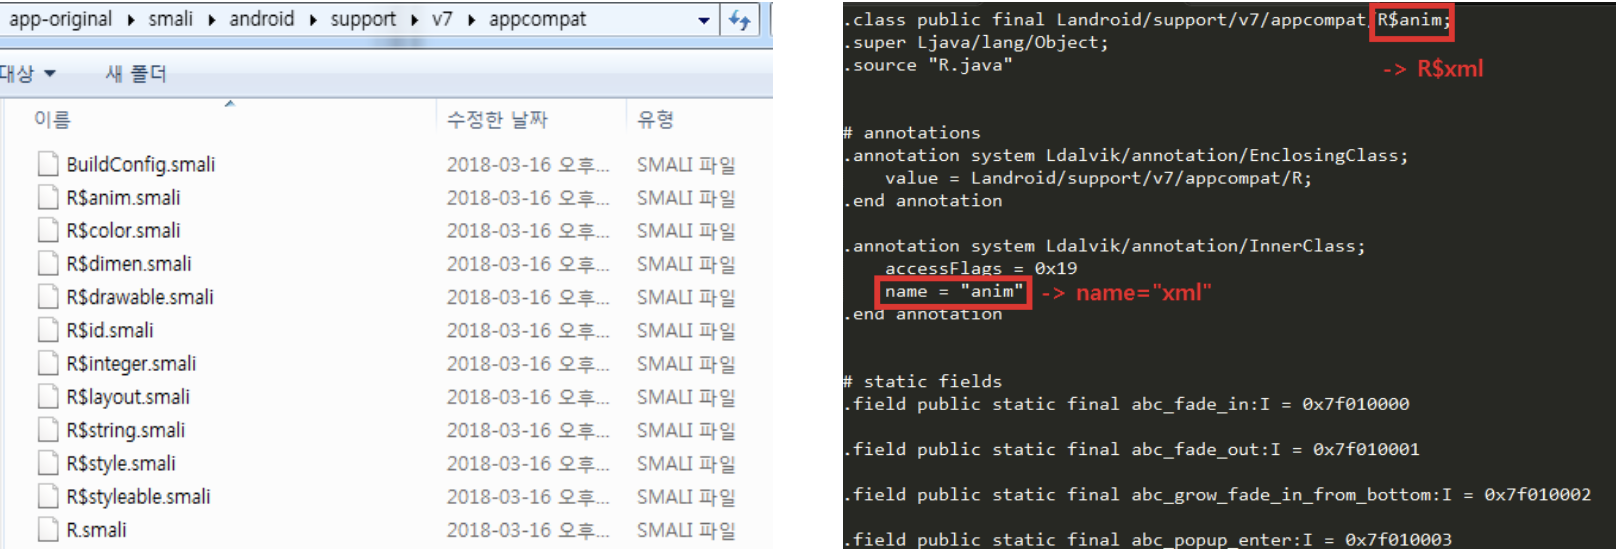 app-original ▸ smali ▸ android ▸ support ▸ v7 ▸ appcompat
대상 ▼ 새 폴더
이름 수정한 날짜 유형
BuildConfig.smali 2018-03-16 오후... SMALI 파일
R$anim.smali 2018-03-16 오후... SMALI 파일
R$color.smali 2018-03-16 오후... SMALI 파일
R$dimen.smali 2018-03-16 오후... SMALI 파일
R$drawable.smali 2018-03-16 오후... SMALI 파일
R$id.smali 2018-03-16 오후... SMALI 파일
R$integer.smali 2018-03-16 오후... SMALI 파일
R$layout.smali 2018-03-16 오후... SMALI 파일
R$string.smali 2018-03-16 오후... SMALI 파일
R$style.smali 2018-03-16 오후... SMALI 파일
R$styleable.smali 2018-03-16 오후... SMALI 파일
R.smali 2018-03-16 오후... SMALI 파일
.class public final Landroid/support/v7/appcompat/R$anim;
.super Ljava/lang/Object;
.source "R.java"
-> R$xml
# annotations
.annotation system Ldalvik/annotation/EnclosingClass;
value = Landroid/support/v7/appcompat/R;
.end annotation
.annotation system Ldalvik/annotation/InnerClass;
accessFlags = 0x19
name = "anim" -> name="xml"
.end annotation
# static fields
.field public static final abc_fade_in:I = 0x7f010000
.field public static final abc_fade_out:I = 0x7f010001
.field public static final abc_grow_fade_in_from_bottom:I = 0x7f010002
.field public static final abc_popup_enter:I = 0x7f010003